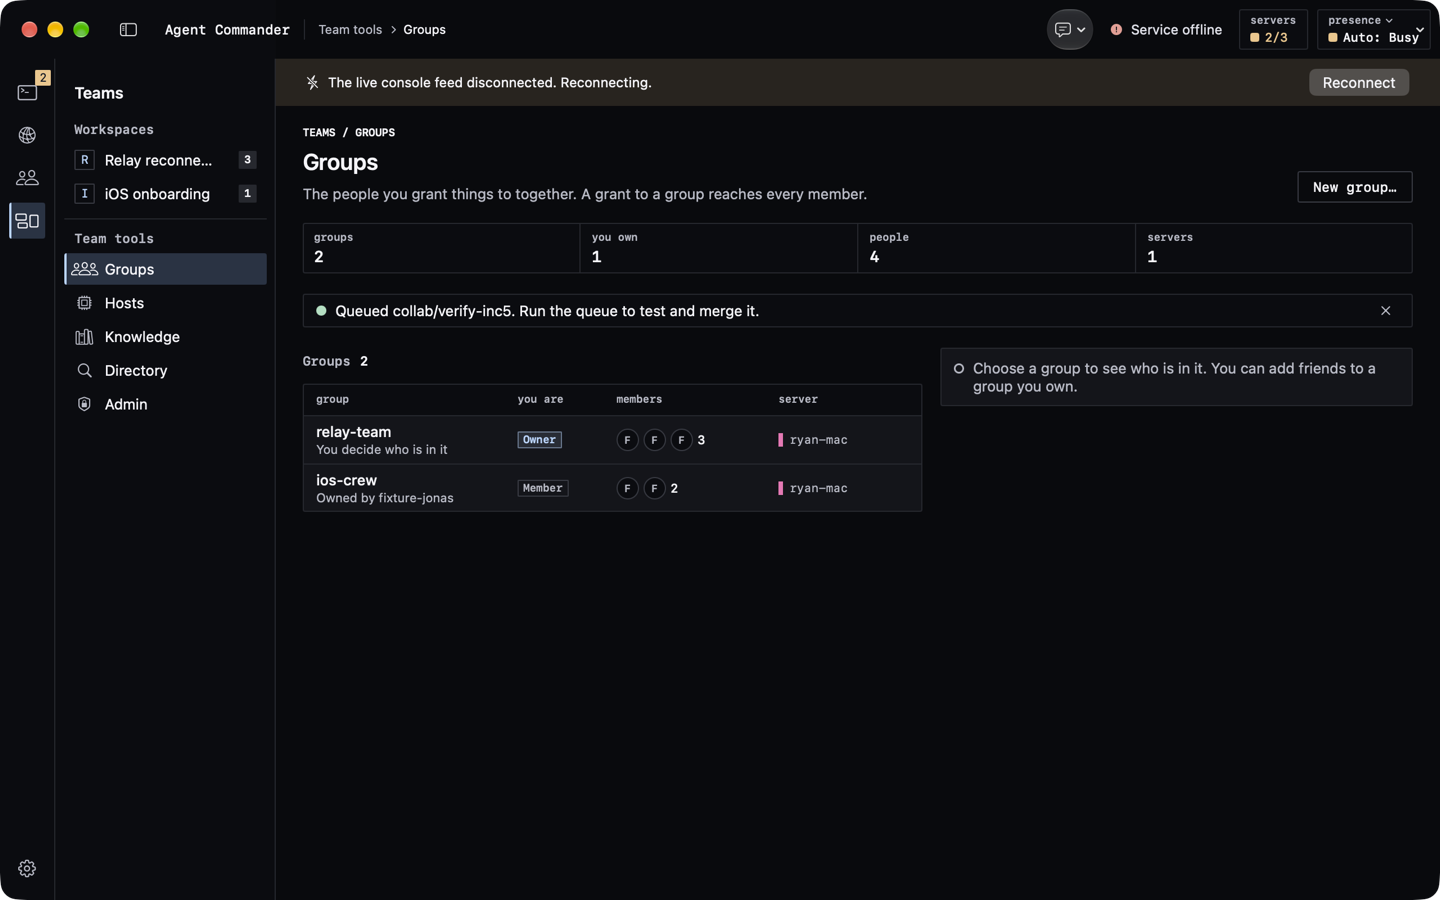 Agent Commander
Team tools > Groups
Service offline
servers
2/3
presence
Auto: Busy
2
Teams
Workspaces
R Relay reconne... 3
I iOS onboarding 1
Team tools
Groups
Hosts
Knowledge
Directory
Admin
The live console feed disconnected. Reconnecting.
Reconnect
TEAMS / GROUPS
Groups
The people you grant things to together. A grant to a group reaches every member.
New group…
groups
2
you own
1
people
4
servers
1
Queued collab/verify-inc5. Run the queue to test and merge it.
Groups 2
group you are members server
relay-team
You decide who is in it
Owner
F F F 3
ryan-mac
ios-crew
Owned by fixture-jonas
Member
F F 2
ryan-mac
Choose a group to see who is in it. You can add friends to a
group you own.